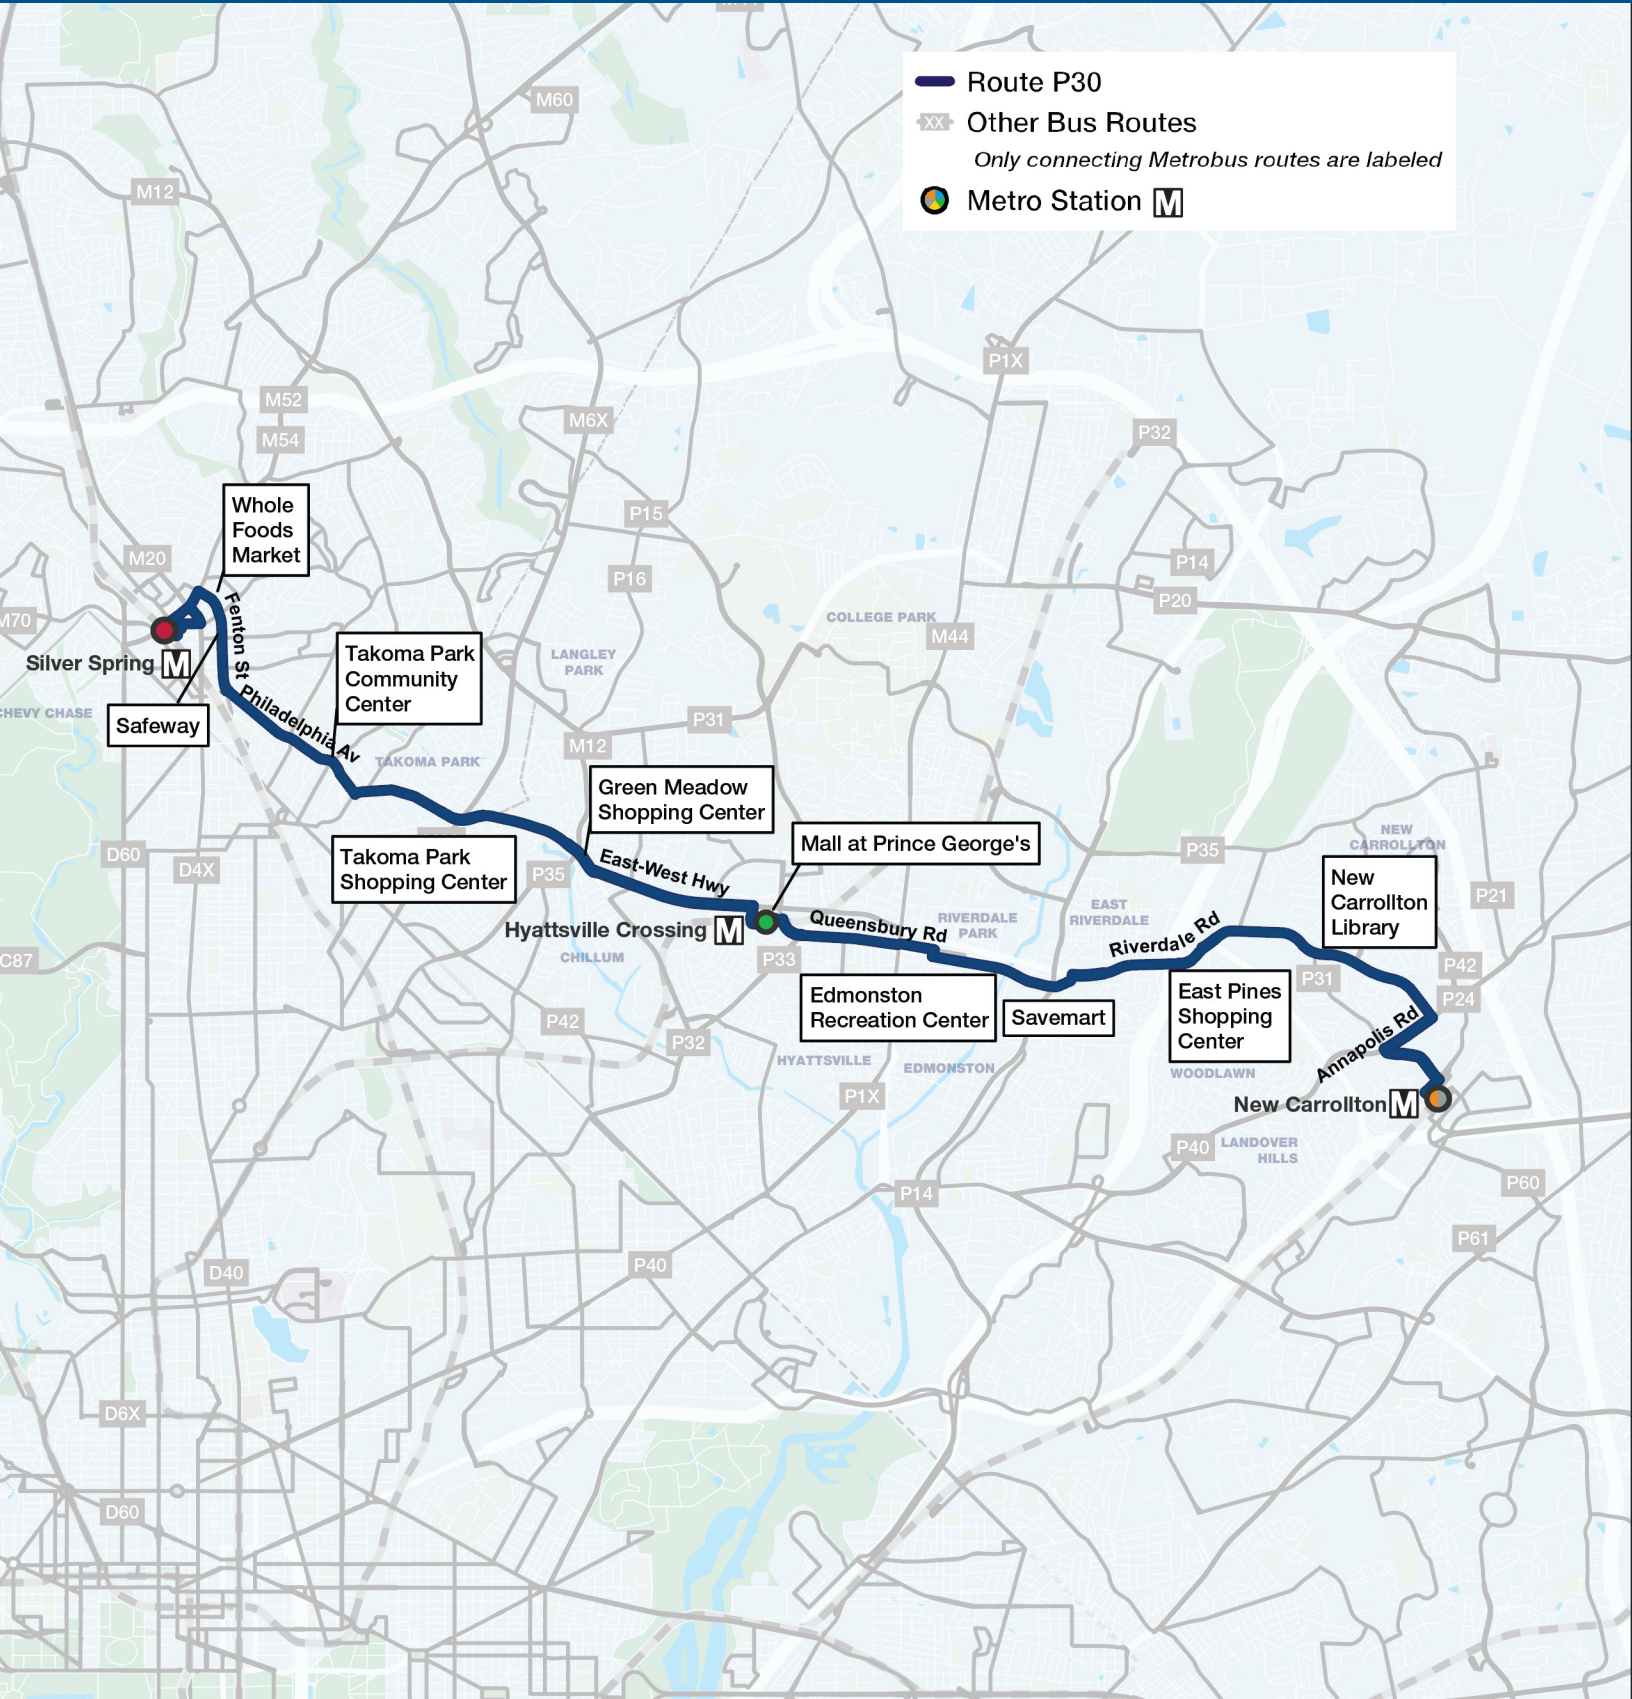 Route P30
XX
Other Bus Routes
Only connecting Metrobus routes are labeled
Metro Station M
M60
M12
P1X
M52
M54
M6X
P32
Whole
Foods
Market
P15
M20
P14
P16
P20
M70
Fenton St
COLLEGE PARK
M44
Silver Spring M
Takoma Park
Community
Center
LANGLEY
PARK
CHEVY CHASE
Safeway
Philadelphia Av
P31
M12
TAKOMA PARK
Green Meadow
Shopping Center
Mall at Prince George's
NEW
CARROLLTON
D60
D4X
Takoma Park
Shopping Center
P35
East-West Hwy
P35
New
Carrollton
Library
P21
Hyattsville Crossing M
Queensbury Rd
RIVERDALE
PARK
EAST
RIVERDALE
Riverdale Rd
C87
CHILLUM
P33
P31
P42
P24
Edmonston
Recreation Center
Savemart
East Pines
Shopping
Center
Annapolis Rd
P42
P32
HYATTSVILLE
EDMONSTON
WOODLAWN
P1X
New Carrollton M
P40
LANDOVER
HILLS
P14
P60
P61
D40
P40
D6X
D60